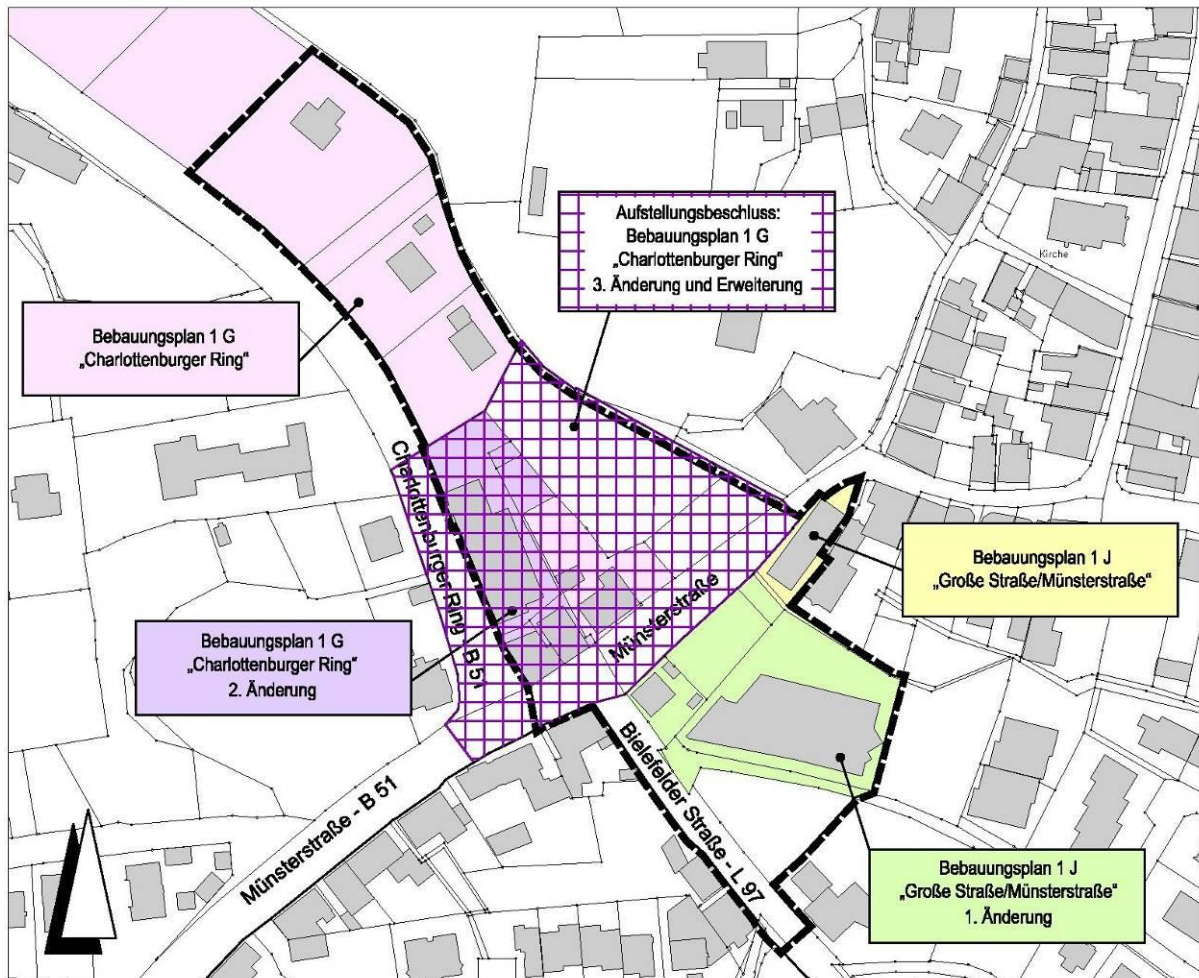 Aufstellungsbeschluss:
Bebauungsplan 1 G
„Charlottenburger Ring“
3. Änderung und Erweiterung
Kirche
Bebauungsplan 1 G
„Charlottenburger Ring“
Charlottenburger Ring - B 51
Bebauungsplan 1 J
„Große Straße/Münsterstraße“
Münsterstraße
Bebauungsplan 1 G
„Charlottenburger Ring“
2. Änderung
Münsterstraße - B 51
Bielefelder Straße - L 97
Bebauungsplan 1 J
„Große Straße/Münsterstraße“
1. Änderung